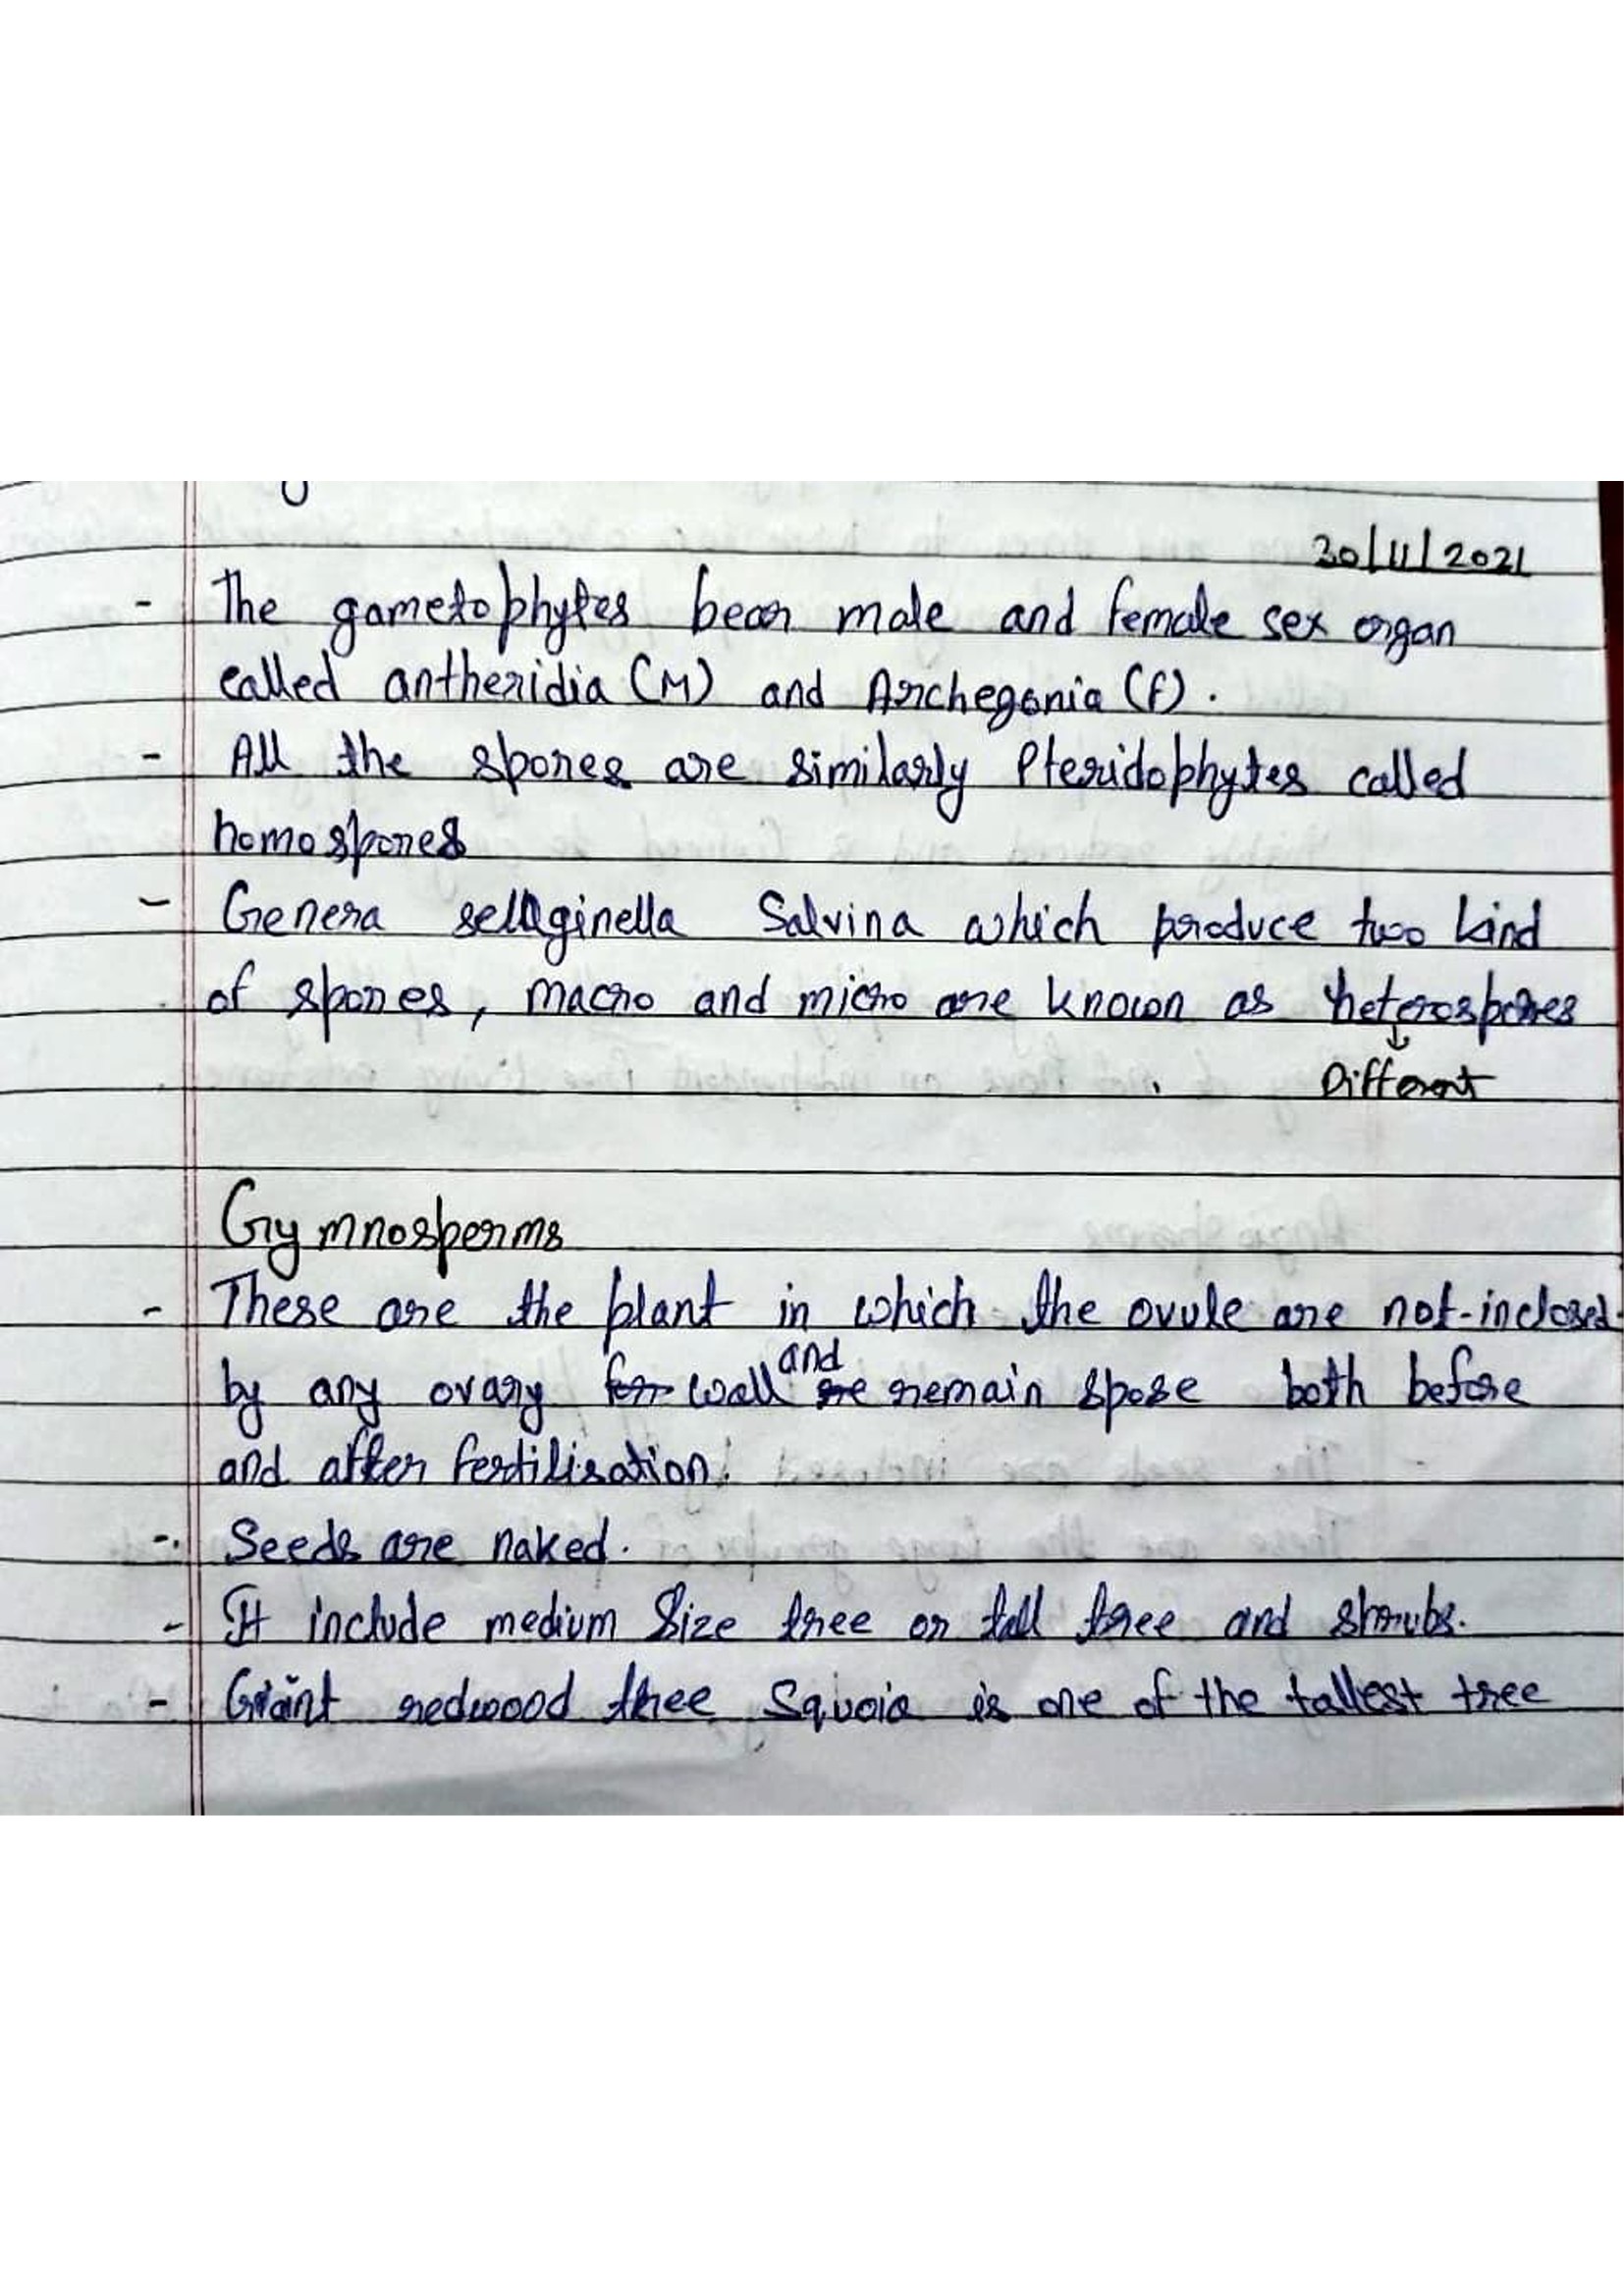 30/11/2021
- The gametophytes bear male and female sex organ
called antheridia (M) and Archegonia (f).
- All the spores are similarly Pteridophytes called
homospores
- Genera sellaginella Salvina which produce two kind
of spores, macro and micro are known as heterospores
↓
Different
Gymnosperms
- These are the plant in which the ovule are not-inclosed
by any ovary for wall and re remain spose both before
and after fertilisation.
- Seeds are naked.
- It include medium Size tree or tall tree and shrubs.
- Giant redwood tree Squoia is one of the tallest tree